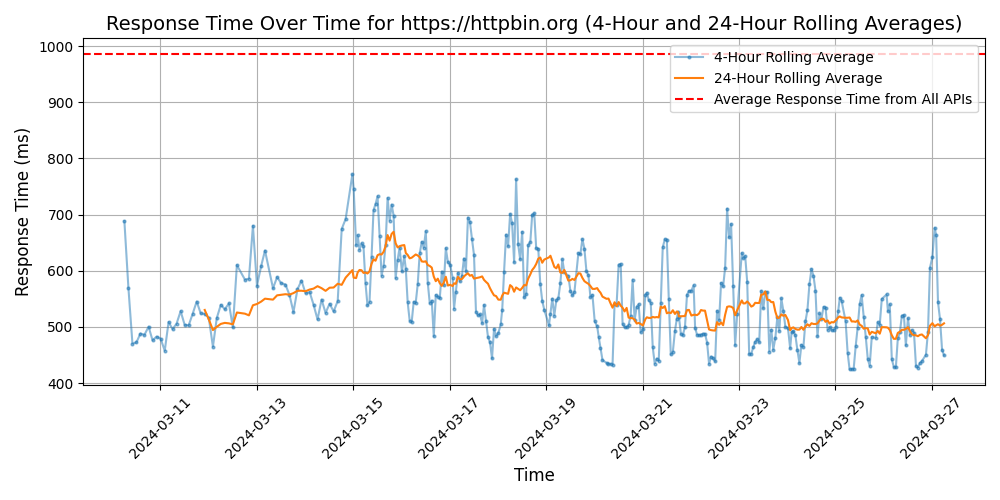 Response Time Over Time for https://httpbin.org (4-Hour and 24-Hour Rolling Averages)
4-Hour Rolling Average
24-Hour Rolling Average
Average Response Time from All APIs
Response Time (ms)
1000
900
800
700
600
500
400
2024-03-11
2024-03-13
2024-03-15
2024-03-17
2024-03-19
2024-03-21
2024-03-23
2024-03-25
2024-03-27
Time